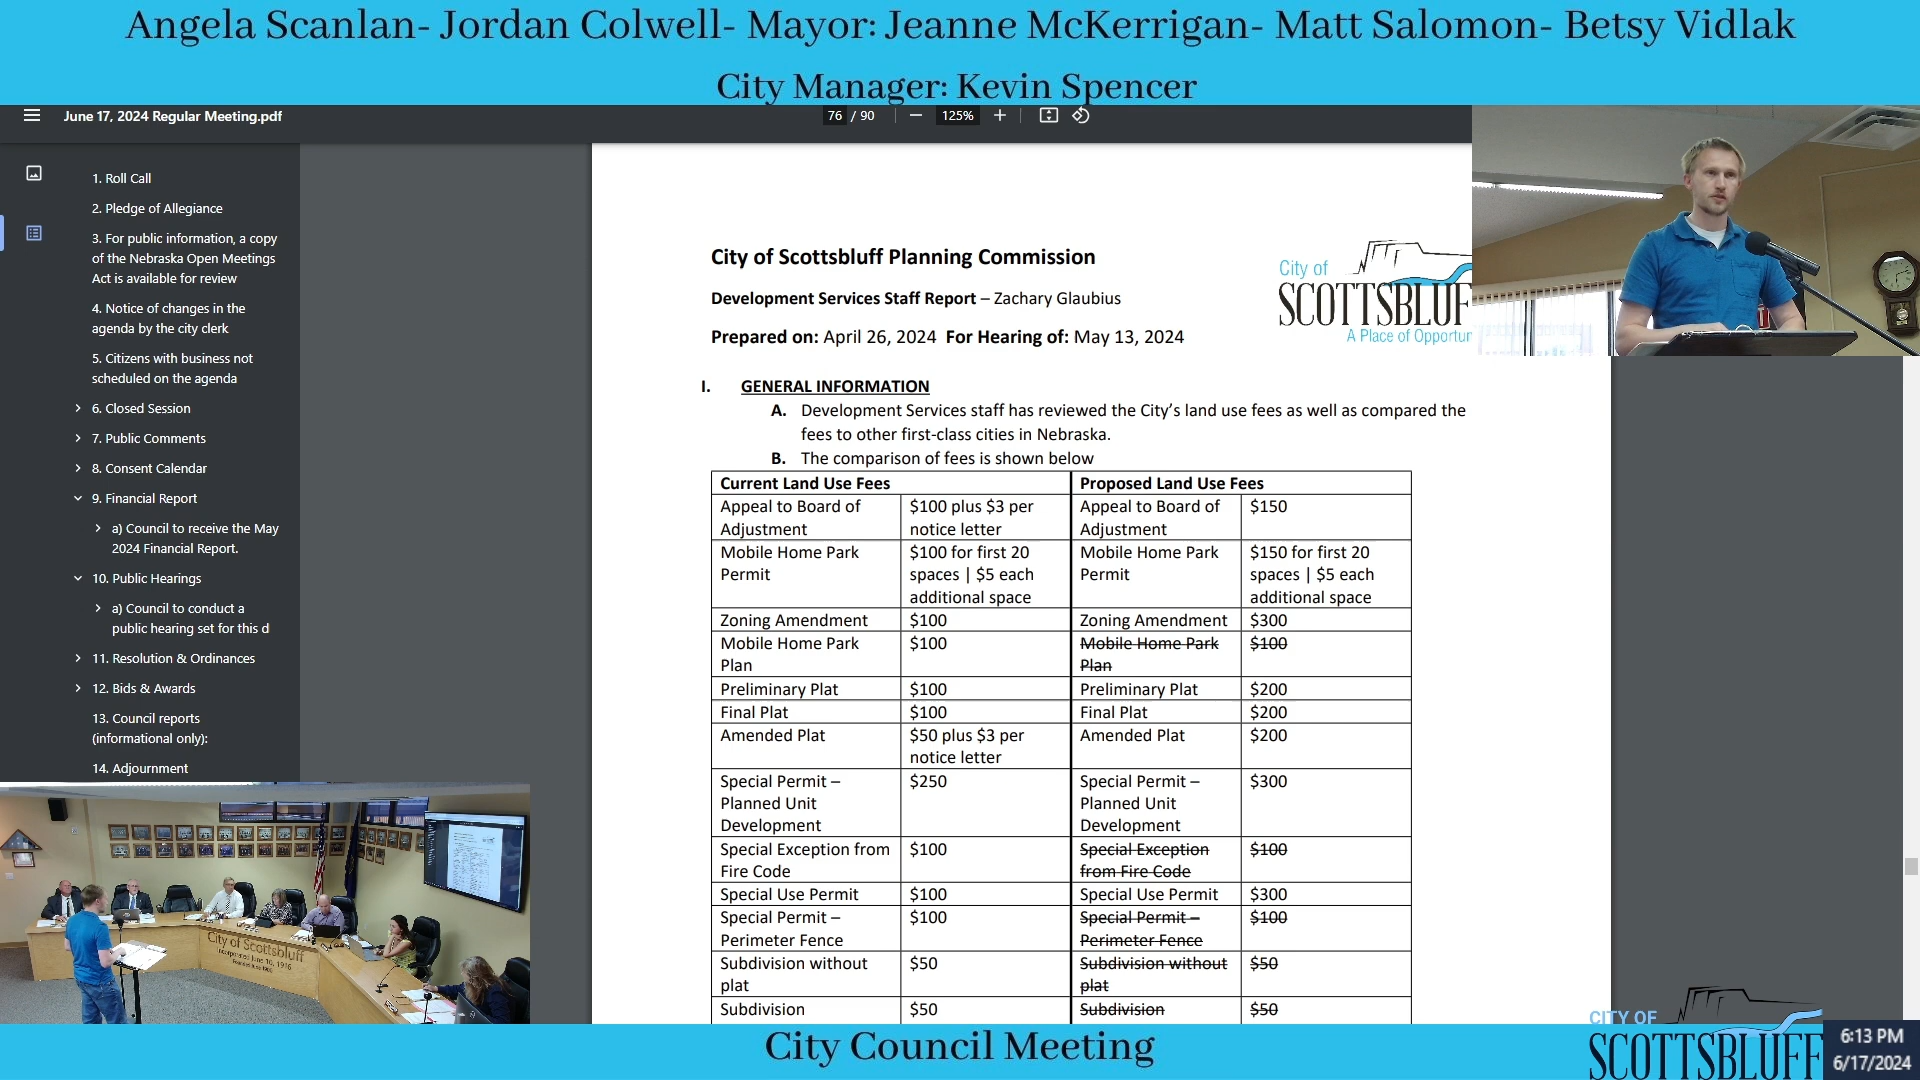 Angela Scanlan- Jordan Colwell- Mayor: Jeanne McKerrigan- Matt Salomon- Betsy Vidlak
City Manager: Kevin Spencer
June 17, 2024 Regular Meeting.pdf
76 / 90
125%
1. Roll Call
2. Pledge of Allegiance
3. For public information, a copy
of the Nebraska Open Meetings
Act is available for review
4. Notice of changes in the
agenda by the city clerk
5. Citizens with business not
scheduled on the agenda
6. Closed Session
7. Public Comments
8. Consent Calendar
9. Financial Report
a) Council to receive the May
2024 Financial Report.
10. Public Hearings
a) Council to conduct a
public hearing set for this d
11. Resolution & Ordinances
12. Bids & Awards
13. Council reports
(informational only):
14. Adjournment
City of Scottsbluff Planning Commission
Development Services Staff Report – Zachary Glaubius
Prepared on: April 26, 2024 For Hearing of: May 13, 2024
City of
SCOTTSBLUF
A Place of Opportun
I. GENERAL INFORMATION
A. Development Services staff has reviewed the City's land use fees as well as compared the
fees to other first-class cities in Nebraska.
B. The comparison of fees is shown below
Current Land Use Fees Proposed Land Use Fees
Appeal to Board of $100 plus $3 per Appeal to Board of $150
Adjustment notice letter Adjustment
Mobile Home Park $100 for first 20 Mobile Home Park $150 for first 20
Permit spaces | $5 each Permit spaces | $5 each
additional space additional space
Zoning Amendment $100 Zoning Amendment $300
Mobile Home Park $100 Mobile Home Park $100
Plan Plan
Preliminary Plat $100 Preliminary Plat $200
Final Plat $100 Final Plat $200
Amended Plat $50 plus $3 per Amended Plat $200
notice letter
Special Permit – $250 Special Permit – $300
Planned Unit Planned Unit
Development Development
Special Exception from $100 Special Exception $100
Fire Code from Fire Code
Special Use Permit $100 Special Use Permit $300
Special Permit – $100 Special Permit – $100
Perimeter Fence Perimeter Fence
Subdivision without $50 Subdivision without $50
plat plat
Subdivision $50 Subdivision $50
City of Scottsbluff
Incorporated June 10, 1916
City Council Meeting
CITY OF
SCOTTSBLUFF
6:13 PM
6/17/2024